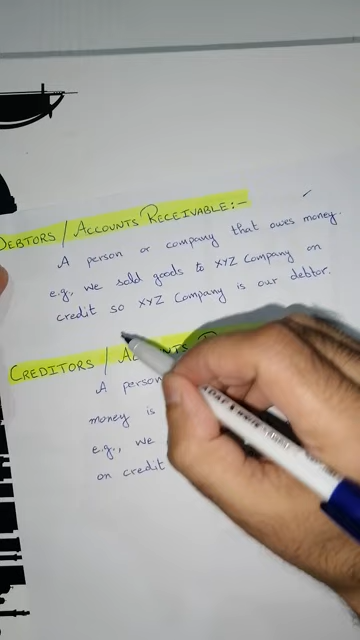 DEBTORS / ACCOUNTS RECEIVABLE:-
A person or company that owes money.
e.g., we sold goods to XYZ Company on
credit so XYZ Company is our debtor.
CREDITORS /
A person
money is
e.g., we
on credit